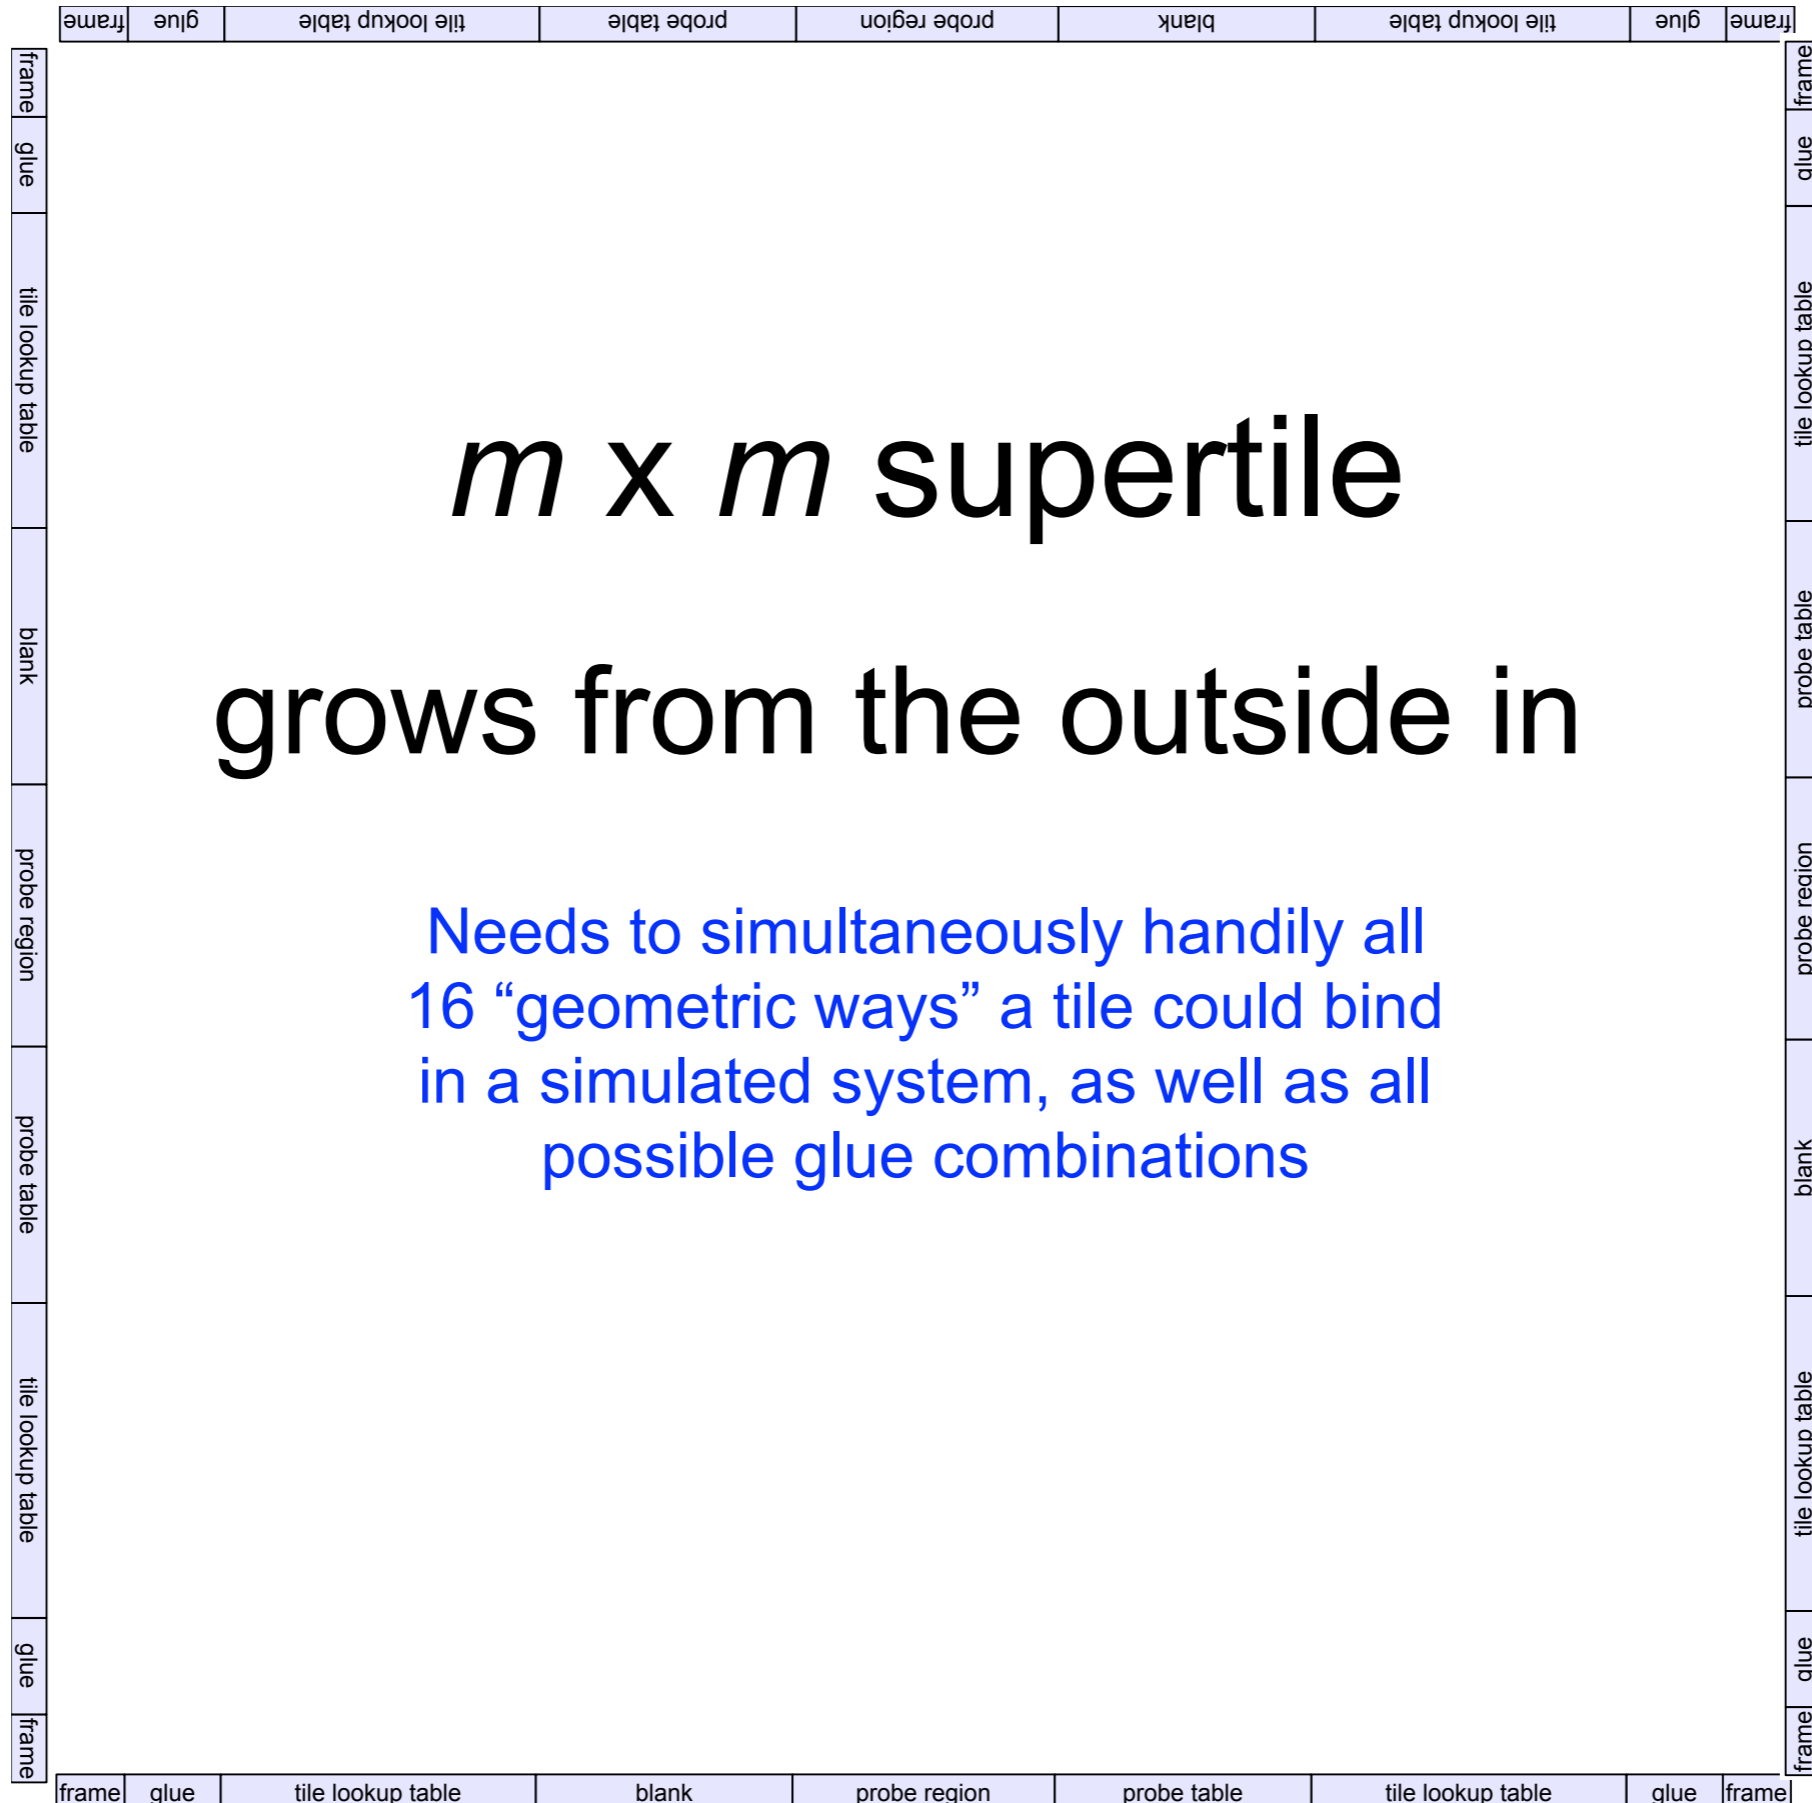 frame glue tile lookup table probe table probe region blank tile lookup table glue frame
frame
glue
tile lookup table
blank
probe region
probe table
tile lookup table
glue
frame
m x m supertile
grows from the outside in
Needs to simultaneously handily all
16 “geometric ways” a tile could bind
in a simulated system, as well as all
possible glue combinations
frame
glue
tile lookup table
probe table
probe region
blank
tile lookup table
glue
frame
frame glue tile lookup table blank probe region probe table tile lookup table glue frame